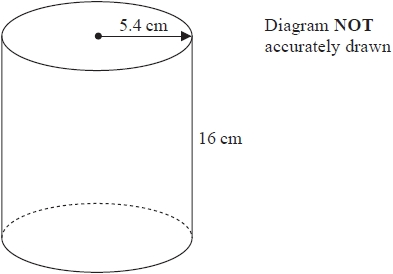 5.4 cm
Diagram NOT
accurately drawn
16 cm